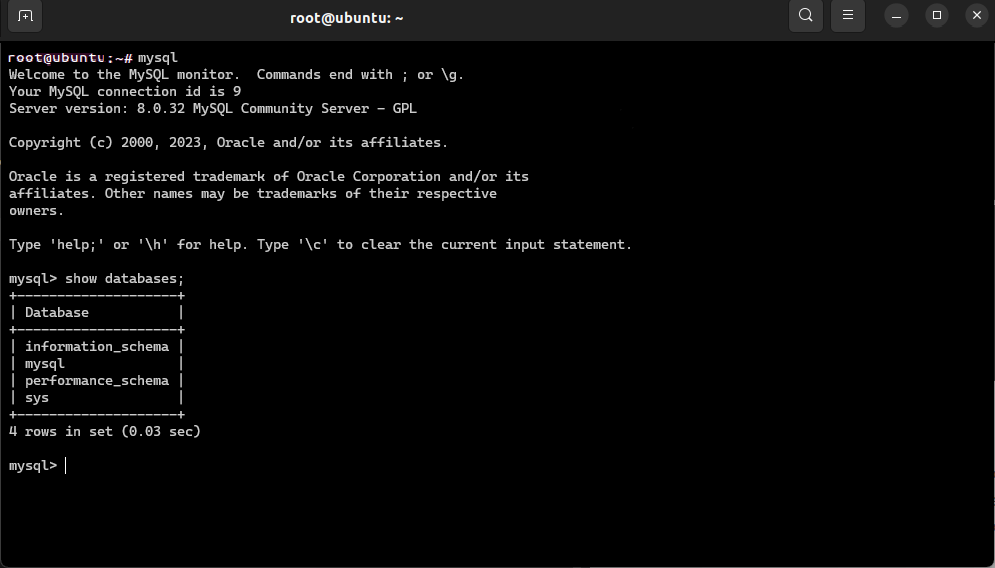 root@ubuntu: ~
root@ubuntu:~# mysql
Welcome to the MySQL monitor.  Commands end with ; or \g.
Your MySQL connection id is 9
Server version: 8.0.32 MySQL Community Server - GPL
Copyright (c) 2000, 2023, Oracle and/or its affiliates.
Oracle is a registered trademark of Oracle Corporation and/or its
affiliates. Other names may be trademarks of their respective
owners.
Type 'help;' or '\h' for help. Type '\c' to clear the current input statement.
mysql> show databases;
+--------------------+
| Database           |
+--------------------+
| information_schema |
| mysql              |
| performance_schema |
| sys                |
+--------------------+
4 rows in set (0.03 sec)
mysql>